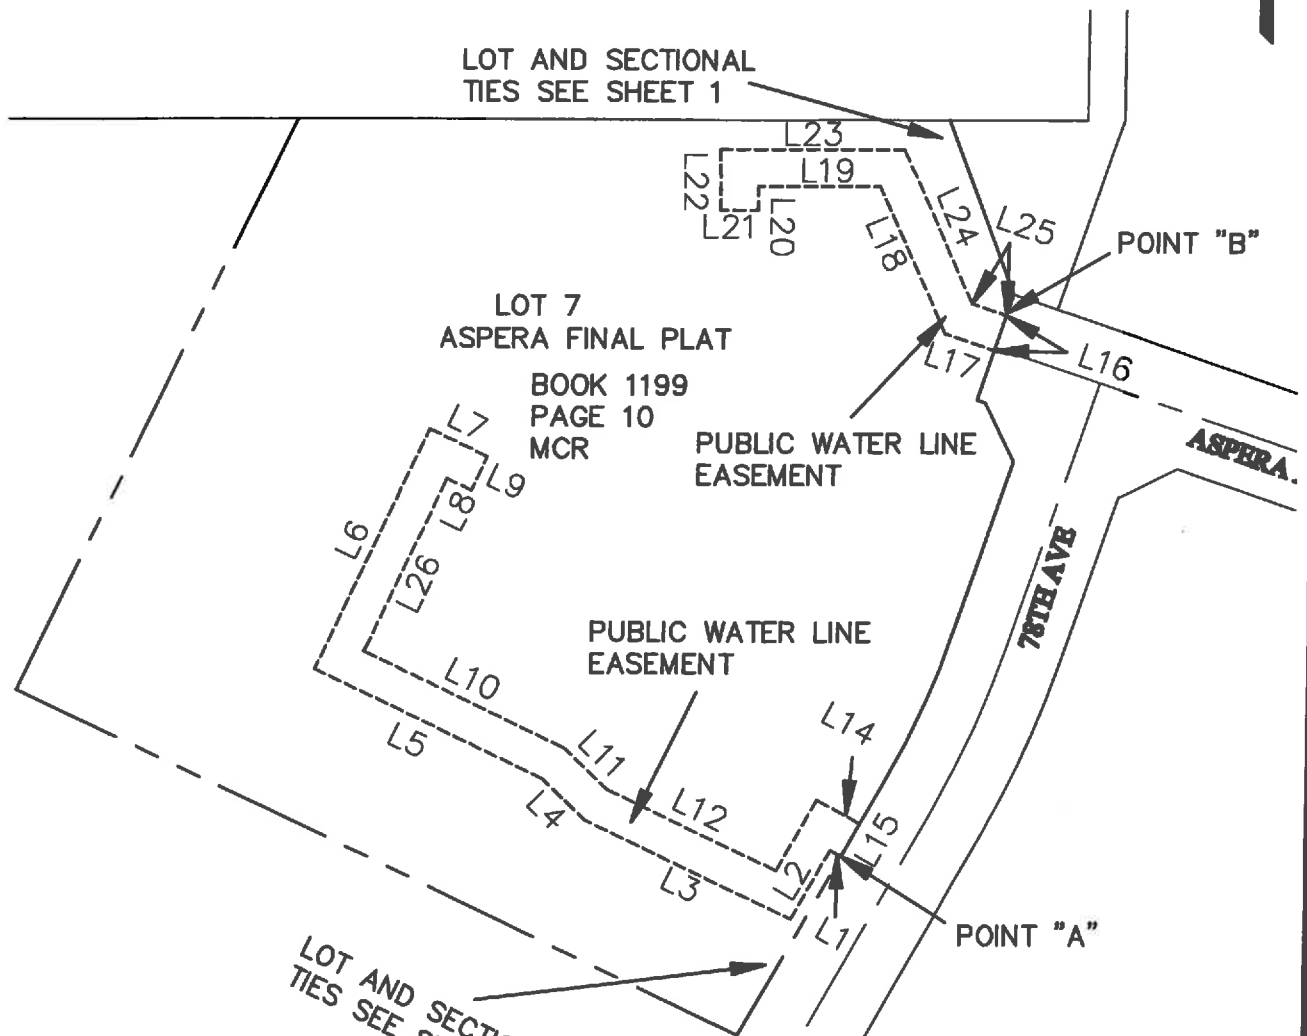 LOT AND SECTIONAL
TIES SEE SHEET 1
L23
L19
L22
L21
L20
L18
L24
L25
POINT "B"
L17
L16
LOT 7
ASPERA FINAL PLAT
BOOK 1199
PAGE 10
MCR
PUBLIC WATER LINE
EASEMENT
ASPERA
L7
L9
L8
L6
L26
78TH AVE
PUBLIC WATER LINE
EASEMENT
L10
L5
L11
L4
L12
L3
L14
L15
L2
L1
POINT "A"
LOT AND SECTI
TIES SEE